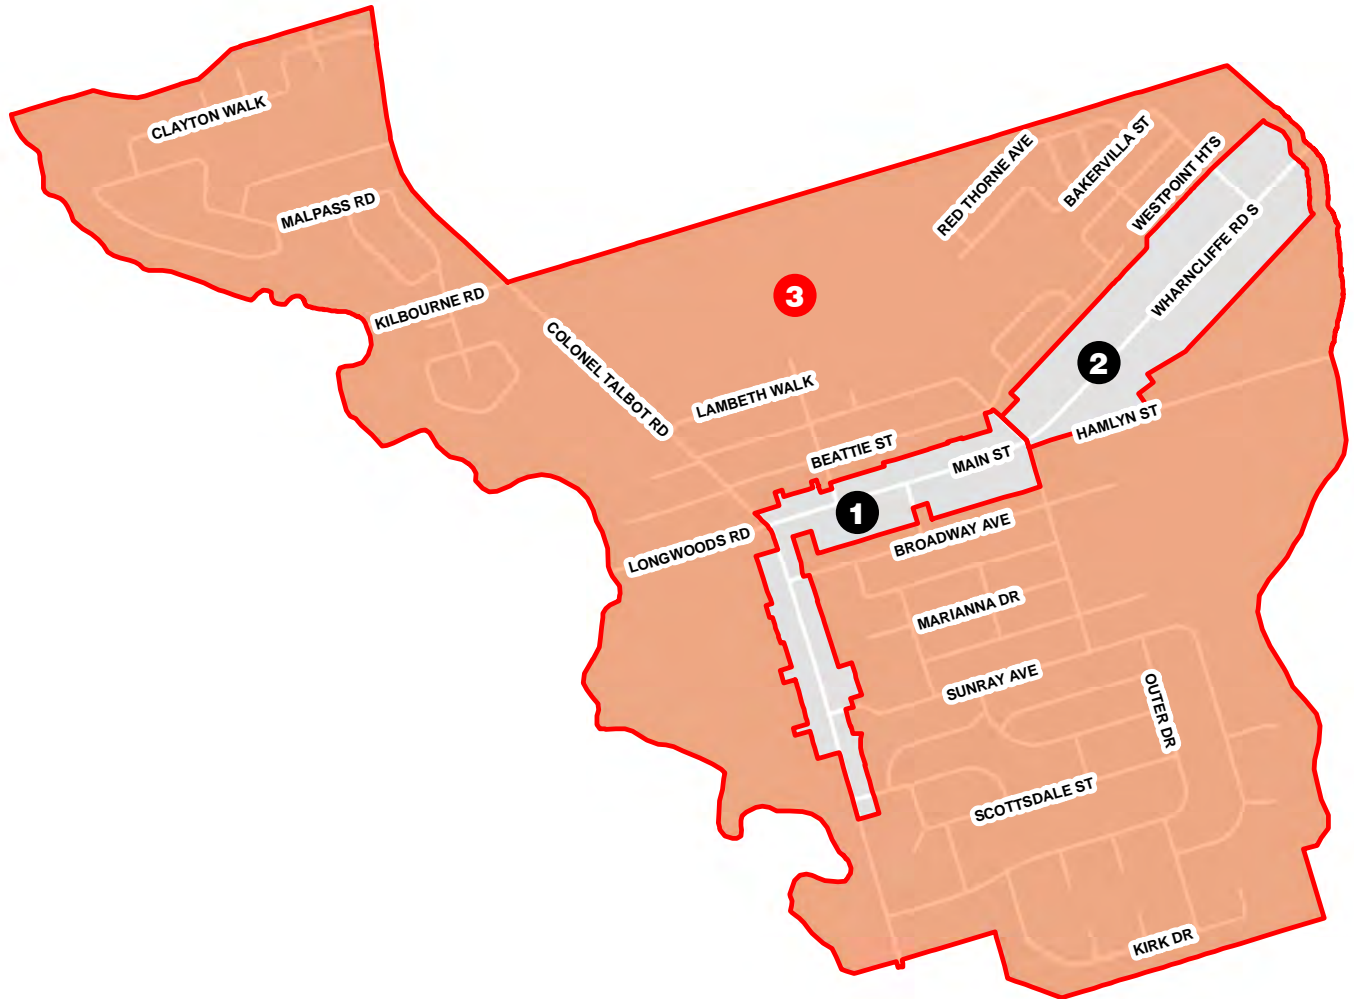 CLAYTON WALK
MALPASS RD
KILBOURNE RD
COLONEL TALBOT RD
RED THORNE AVE
BAKERVILLA ST
WESTPOINT HTS
WHARNCLIFFE RD S
3
2
LAMBETH WALK
HAMLYN ST
BEATTIE ST
MAIN ST
1
BROADWAY AVE
LONGWOODS RD
MARIANNA DR
SUNRAY AVE
OUTER DR
SCOTTSDALE ST
KIRK DR